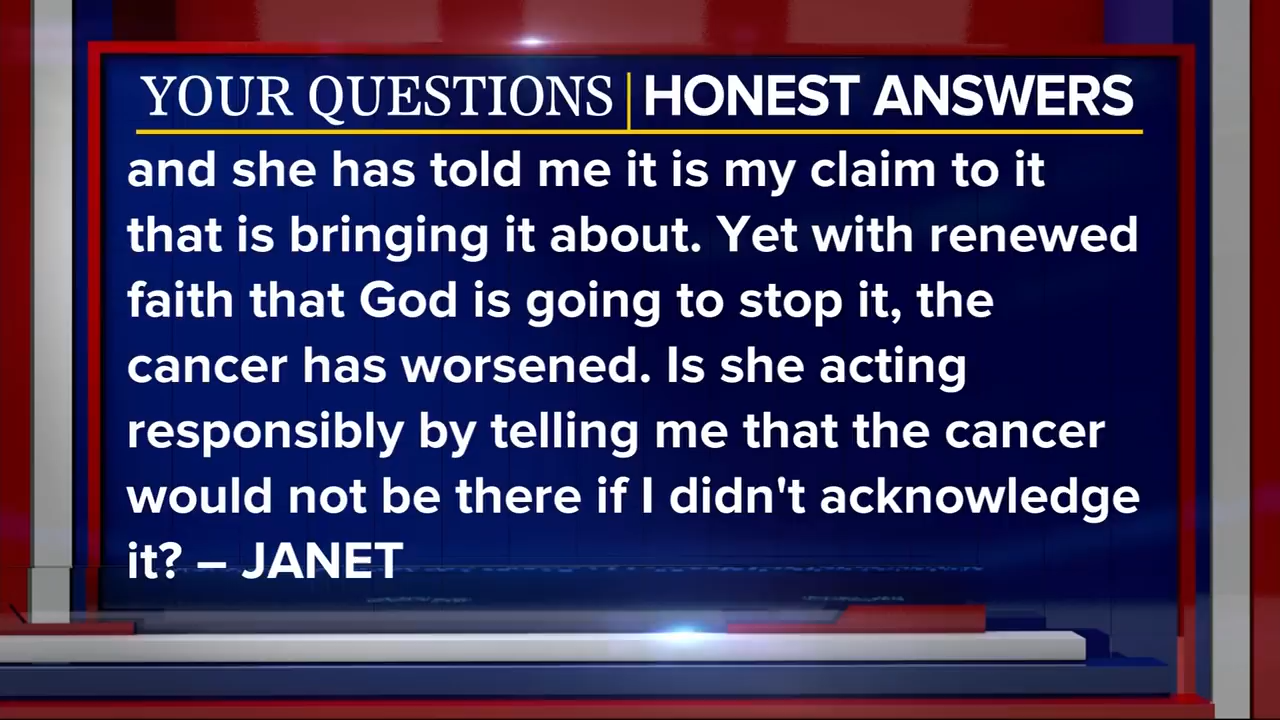 YOUR QUESTIONS | HONEST ANSWERS
and she has told me it is my claim to it
that is bringing it about. Yet with renewed
faith that God is going to stop it, the
cancer has worsened. Is she acting
responsibly by telling me that the cancer
would not be there if I didn't acknowledge
it? – JANET